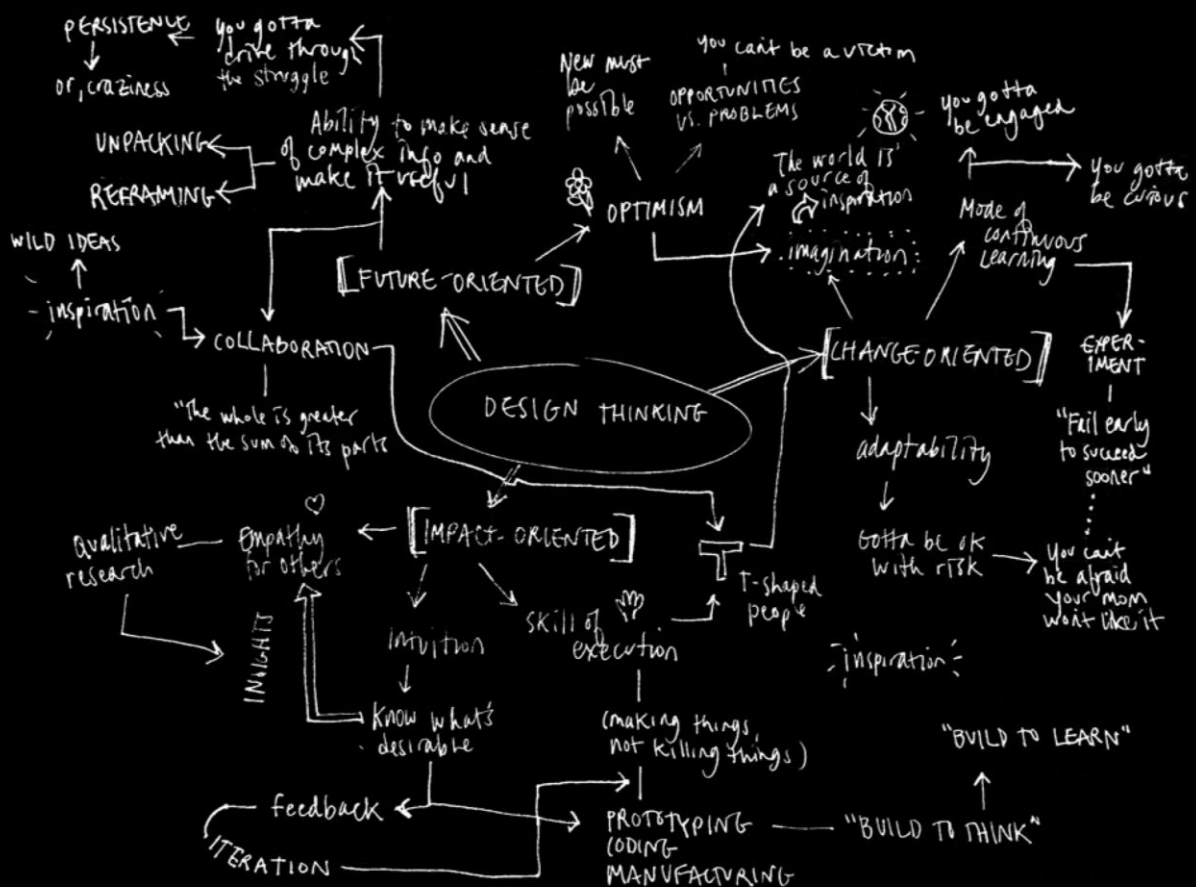 PERSISTENCE
or, craziness
you gotta
drive through
the struggle
UNPACKING
REFRAMING
Ability to make sense
of complex info and
make it useful
WILD IDEAS
inspiration
COLLABORATION
"The whole is greater
than the sum of its parts
[FUTURE-ORIENTED]
New must
be
possible
you can't be a victim
OPPORTUNITIES
VS. PROBLEMS
OPTIMISM
The world is
a source of
inspiration
imagination
you gotta
be engaged
You gotta
be curious
Mode of
continuous
learning
[CHANGE-ORIENTED]
EXPER-
IMENT
"Fail early
to succeed
sooner"
adaptability
Gotta be ok
with risk
You can't
be afraid
your mom
won't like it
DESIGN THINKING
[IMPACT-ORIENTED]
Empathy
for others
qualitative
research
INSIGHTS
intuition
Know what's
desirable
feedback
ITERATION
skill of
execution
T-shaped
people
(making things,
not killing things)
PROTOTYPING
CODING
MANUFACTURING
"BUILD TO THINK"
"BUILD TO LEARN"
inspiration